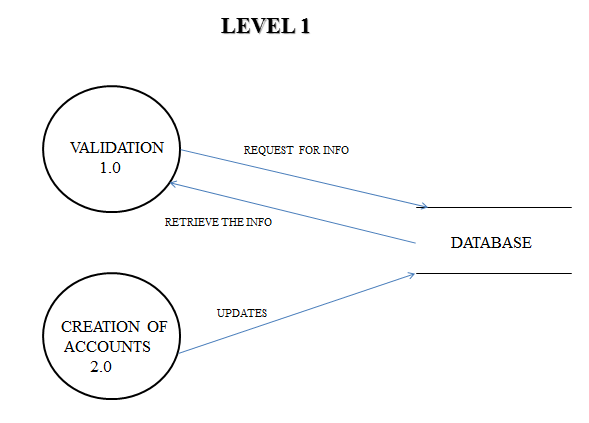 LEVEL 1
VALIDATION
1.0
REQUEST FOR INFO
RETRIEVE THE INFO
DATABASE
UPDATES
CREATION OF
ACCOUNTS
2.0